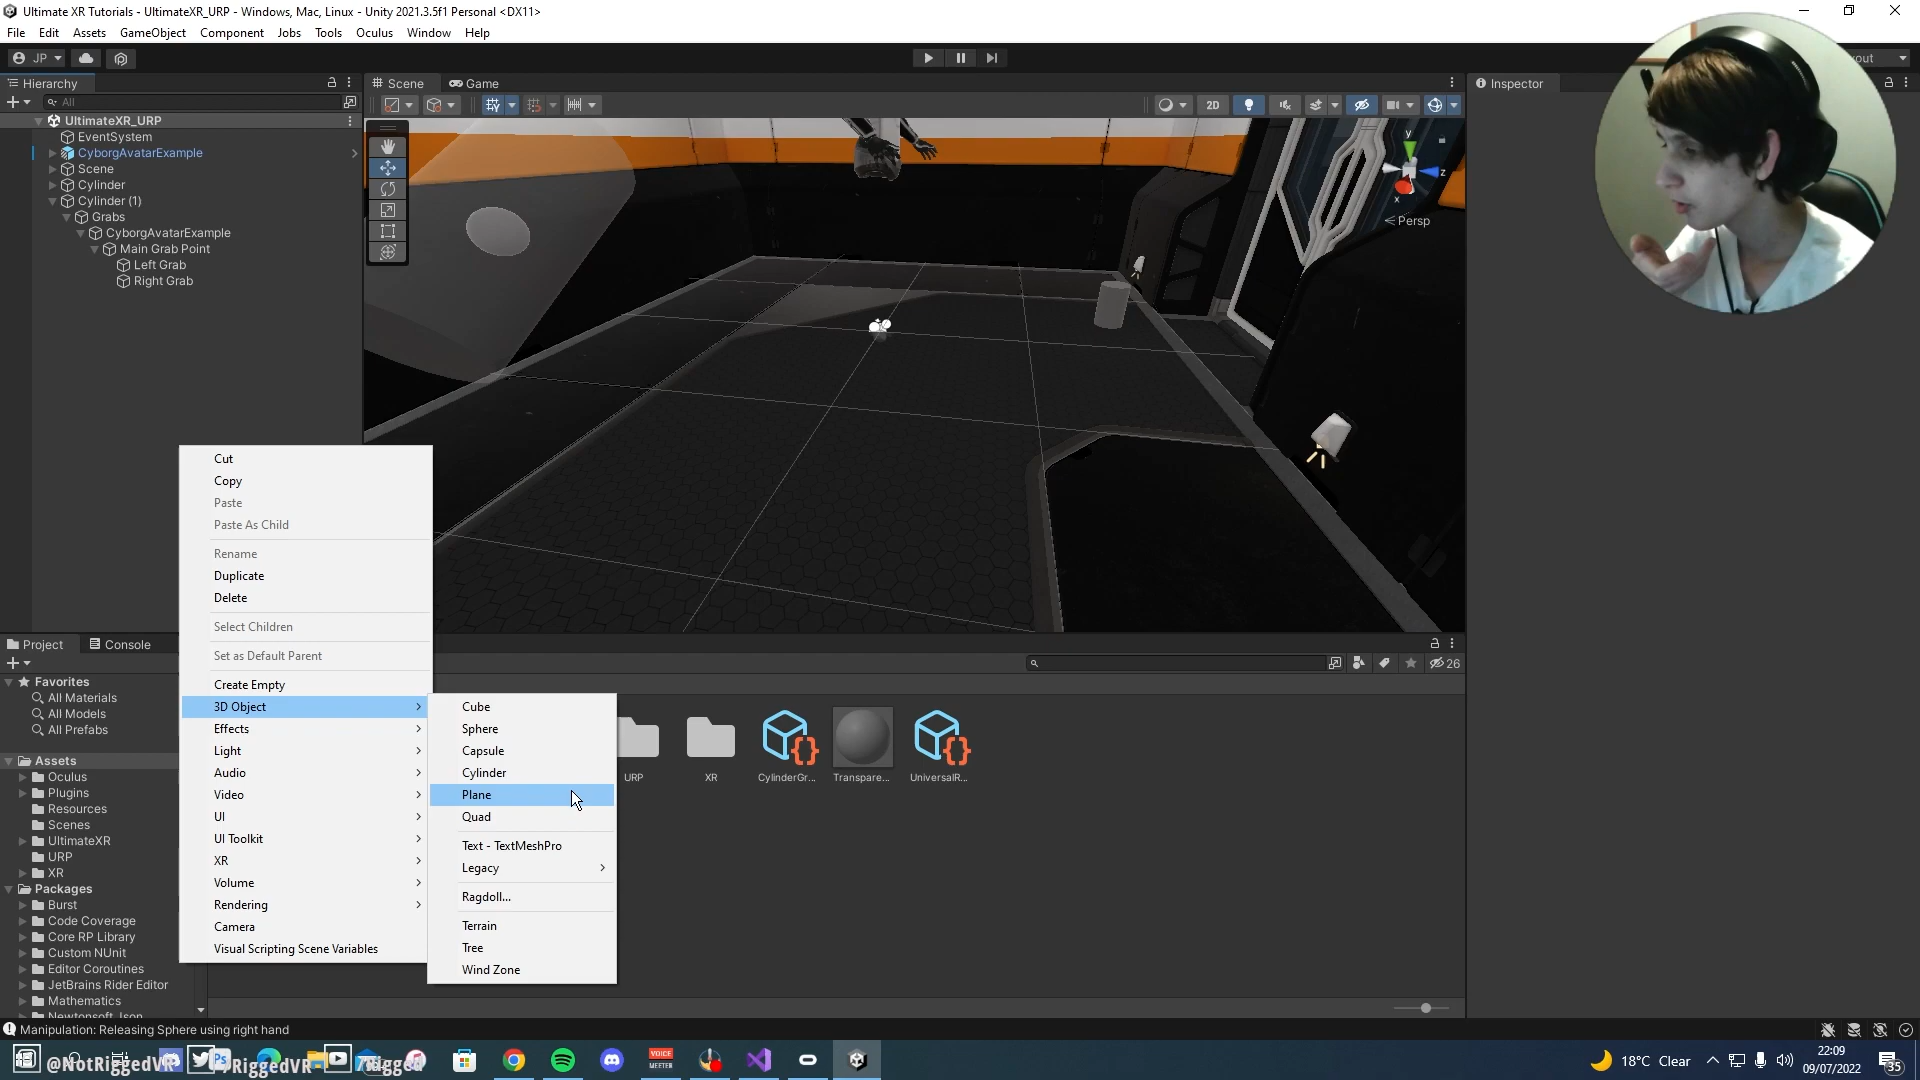 Ultimate XR Tutorials - UltimateXR_URP - Windows, Mac, Linux - Unity 2021.3.5f1 Personal <DX11>
File Edit Assets GameObject Component Jobs Tools Oculus Window Help
JP
Hierarchy
All
UltimateXR_URP
EventSystem
CyborgAvatarExample
Scene
Cylinder
Cylinder (1)
Grabs
CyborgAvatarExample
Main Grab Point
Left Grab
Right Grab
Scene Game
2D
y
z
x
Persp
Inspector
Cut
Copy
Paste
Paste As Child
Rename
Duplicate
Delete
Select Children
Set as Default Parent
Create Empty
3D Object
Effects
Light
Audio
Video
UI
UI Toolkit
XR
Volume
Rendering
Camera
Visual Scripting Scene Variables
Cube
Sphere
Capsule
Cylinder
Plane
Quad
Text - TextMeshPro
Legacy
Ragdoll...
Terrain
Tree
Wind Zone
Project Console
26
Favorites
All Materials
All Models
All Prefabs
Assets
Oculus
Plugins
Resources
Scenes
UltimateXR
URP
XR
Packages
Burst
Code Coverage
Core RP Library
Custom NUnit
Editor Coroutines
JetBrains Rider Editor
Mathematics
Newtonsoft Json
URP XR CylinderGr... Transpare... UniversalR...
Manipulation: Releasing Sphere using right hand
@NotRiggedVR
/RiggedVR
/Rigged
Ps
VOICE
MEETER
18°C Clear
22:09
09/07/2022
35